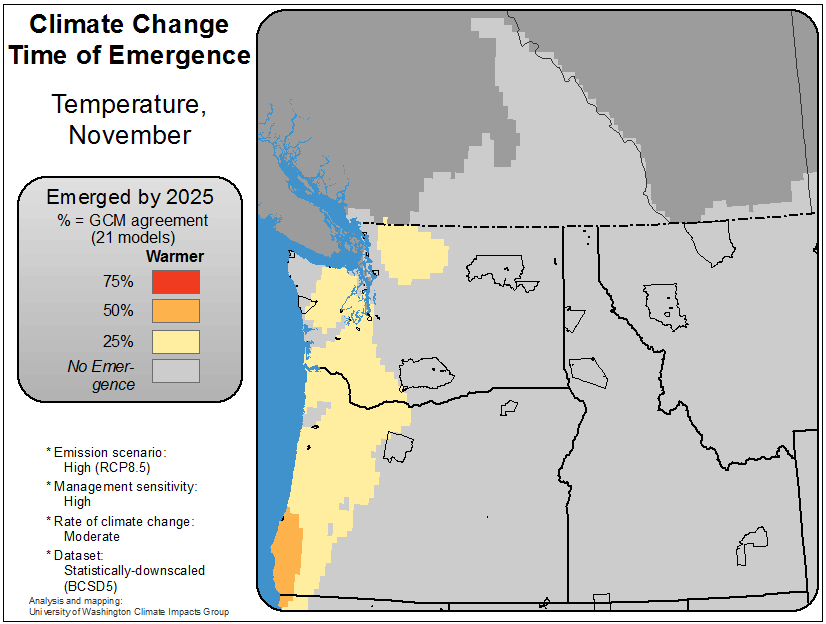 Climate Change
Time of Emergence
Temperature,
November
Emerged by 2025
% = GCM agreement
(21 models)
Warmer
75%
50%
25%
No Emer-
gence
* Emission scenario:
High (RCP8.5)
* Management sensitivity:
High
* Rate of climate change:
Moderate
* Dataset:
Statistically-downscaled
(BCSD5)
Analysis and mapping:
University of Washington Climate Impacts Group